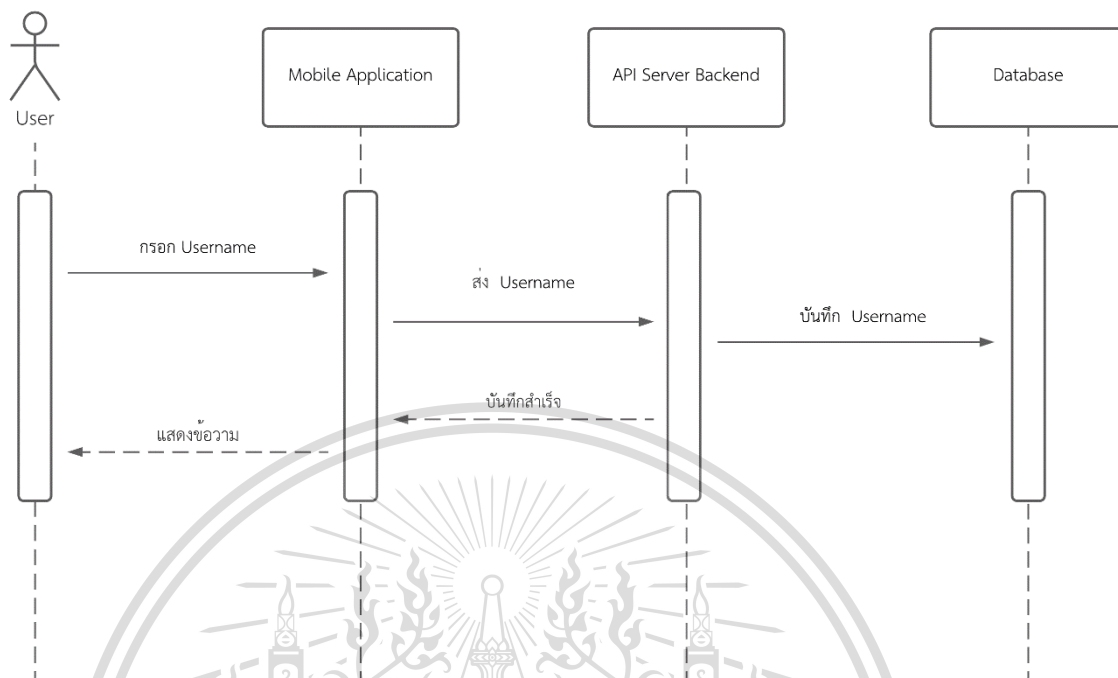 User
Mobile Application
API Server Backend
Database
กรอก Username
ส่ง Username
บันทึก Username
บันทึกสำเร็จ
แสดงข้อวาม